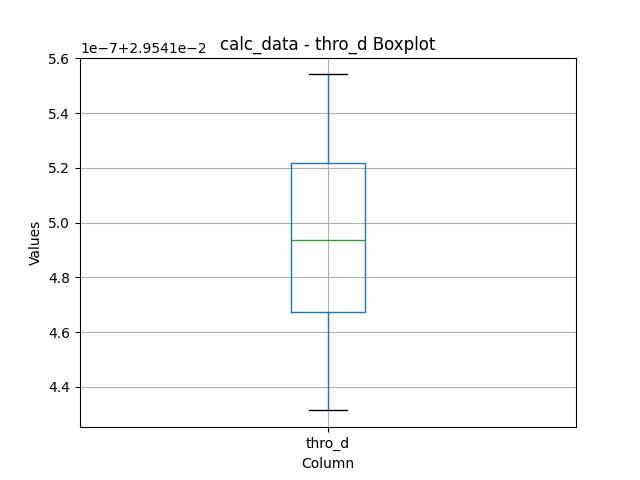 1e−7+2.9541e−2
calc_data - thro_d Boxplot
5.6
5.4
5.2
5.0
4.8
4.6
4.4
Values
thro_d
Column